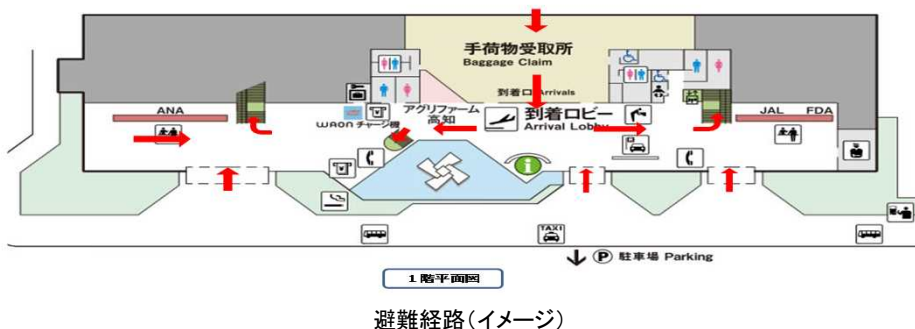 手荷物受取所
Baggage Claim
到着口 Arrivals
ANA
アグリファーム
高知
WAONチャージ機
到着ロビー
Arrival Lobby
JAL
FDA
i
TAXI
P 駐車場 Parking
1階平面図
避難経路(イメージ)